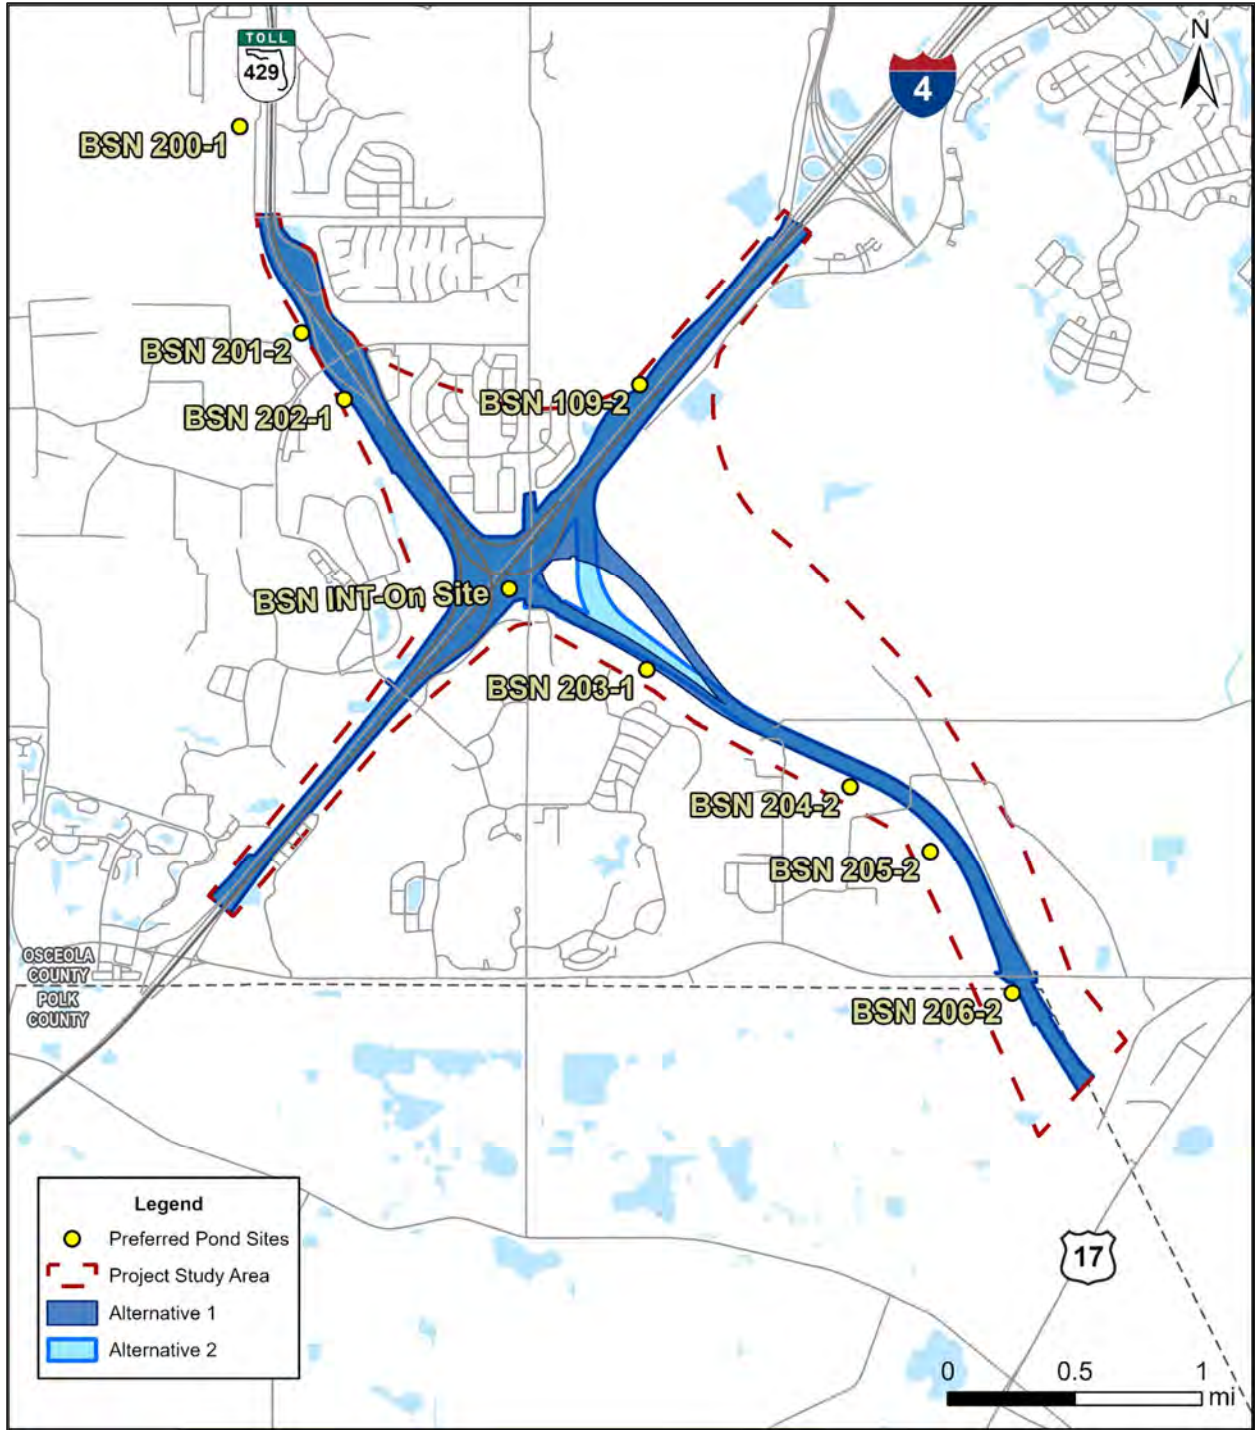 TOLL
429
4
N
BSN 200-1
BSN 201-2
BSN 109-2
BSN 202-1
BSN INT-On Site
BSN 203-1
BSN 204-2
BSN 205-2
OSCEOLA
COUNTY
POLK
COUNTY
BSN 206-2
Legend
Preferred Pond Sites
Project Study Area
Alternative 1
Alternative 2
17
0 0.5 1
mi